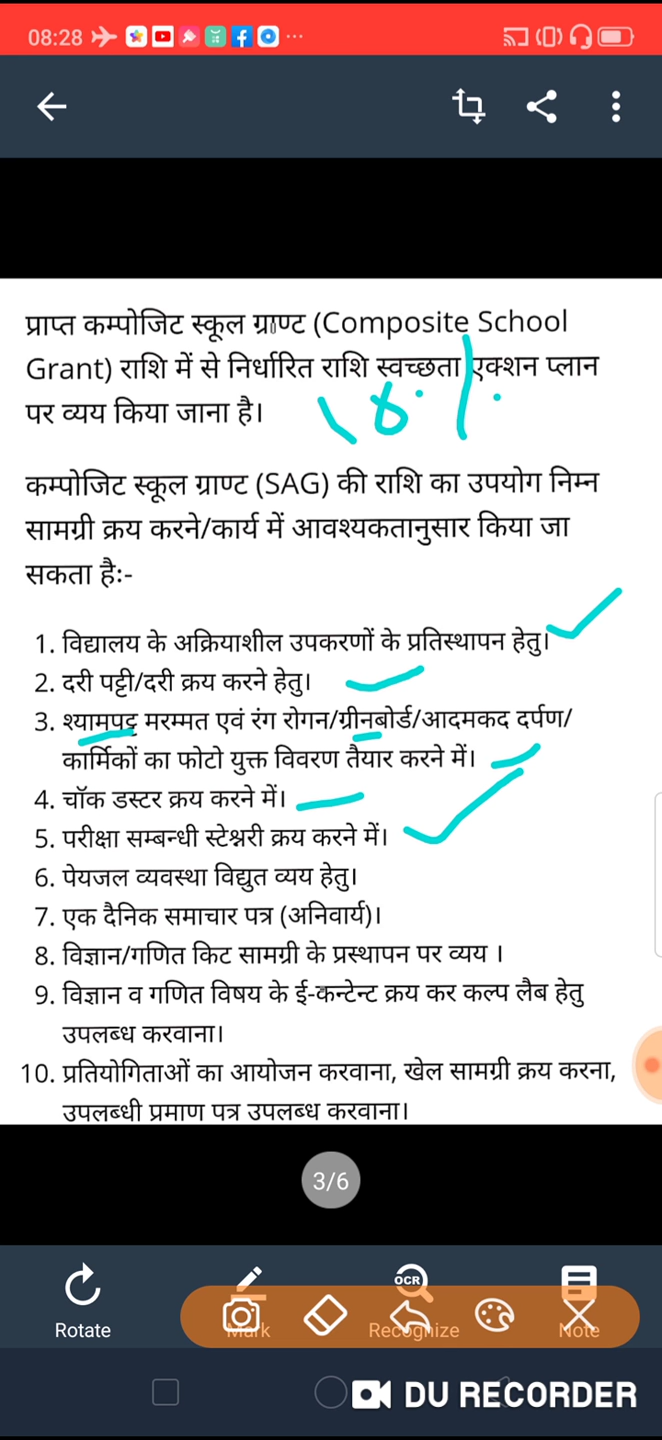 08:28
प्राप्त कम्पोजिट स्कूल ग्राण्ट (Composite School
Grant) राशि में से निर्धारित राशि स्वच्छता एक्शन प्लान
पर व्यय किया जाना है।
कम्पोजिट स्कूल ग्राण्ट (SAG) की राशि का उपयोग निम्न
सामग्री क्रय करने/कार्य में आवश्यकतानुसार किया जा
सकता है:-
1. विद्यालय के अक्रियाशील उपकरणों के प्रतिस्थापन हेतु।
2. दरी पट्टी/दरी क्रय करने हेतु।
3. श्यामपट्ट मरम्मत एवं रंग रोगन/ग्रीनबोर्ड/आदमकद दर्पण/
कार्मिकों का फोटो युक्त विवरण तैयार करने में।
4. चॉक डस्टर क्रय करने में।
5. परीक्षा सम्बन्धी स्टेश्नरी क्रय करने में।
6. पेयजल व्यवस्था विद्युत व्यय हेतु।
7. एक दैनिक समाचार पत्र (अनिवार्य)।
8. विज्ञान/गणित किट सामग्री के प्रस्थापन पर व्यय ।
9. विज्ञान व गणित विषय के ई-कन्टेन्ट क्रय कर कल्प लैब हेतु
उपलब्ध करवाना।
10. प्रतियोगिताओं का आयोजन करवाना, खेल सामग्री क्रय करना,
उपलब्धी प्रमाण पत्र उपलब्ध करवाना।
3/6
OCR
Rotate Mark Recognize Note
DU RECORDER